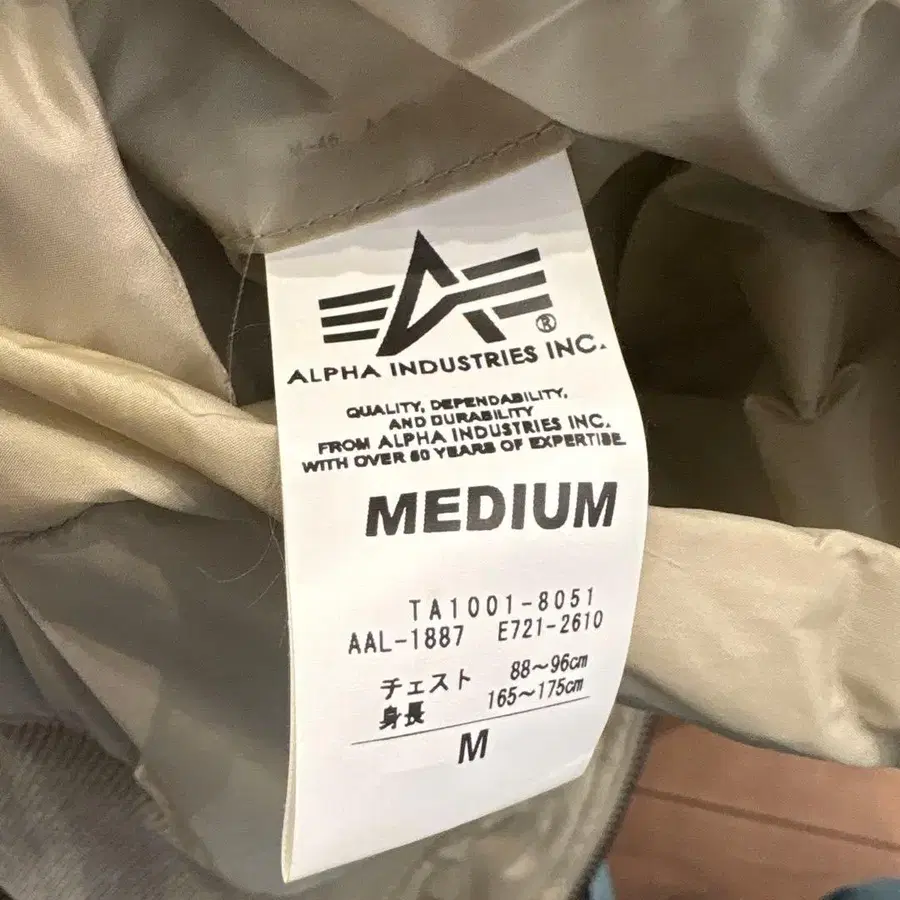 ALPHA INDUSTRIES INC.
QUALITY, DEPENDABILITY,
AND DURABILITY
FROM ALPHA INDUSTRIES INC.
WITH OVER 60 YEARS OF EXPERTISE.
MEDIUM
TA1001-8051
AAL-1887 E721-2610
チェスト 88～96cm
身長 165～175cm
M